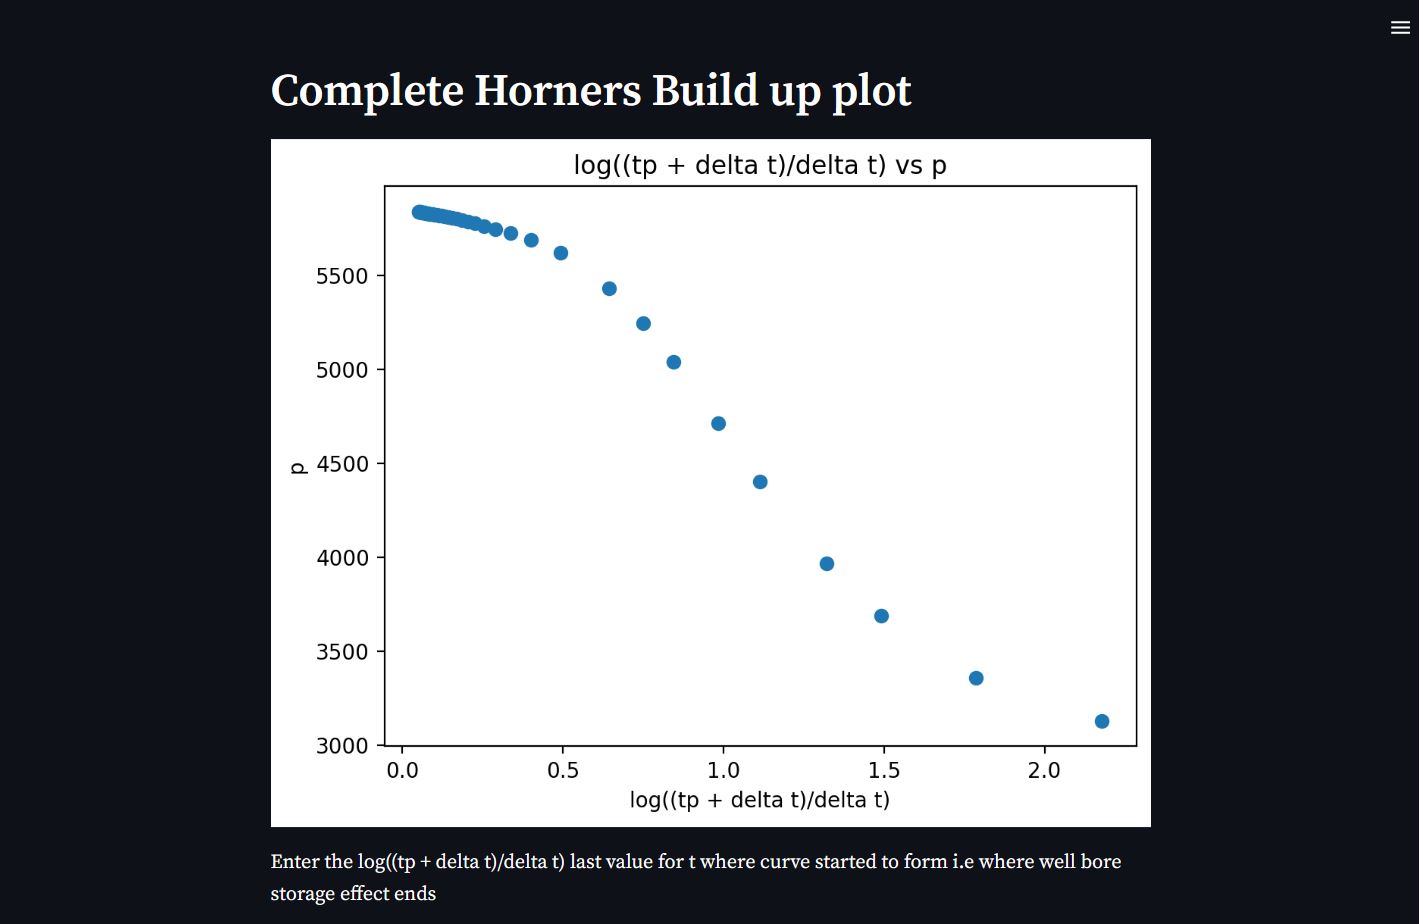 Complete Horners Build up plot
log((tp + delta t)/delta t) vs p
5500
5000
p
4500
4000
3500
3000
0.0 0.5 1.0 1.5 2.0
log((tp + delta t)/delta t)
Enter the log((tp + delta t)/delta t) last value for t where curve started to form i.e where well bore
storage effect ends